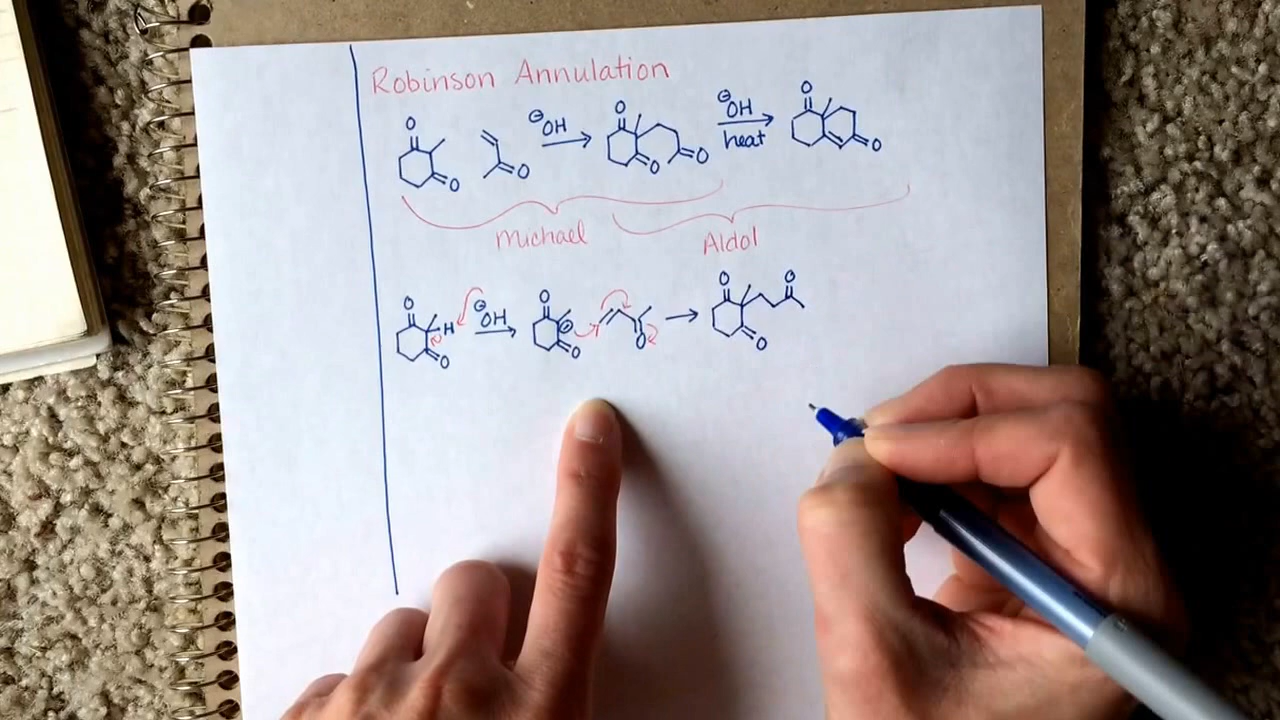 Robinson Annulation
O O O ⊖OH O O O ⊖OH heat O O
Michael Aldol
O H O ⊖OH O ⊖ O O O O O